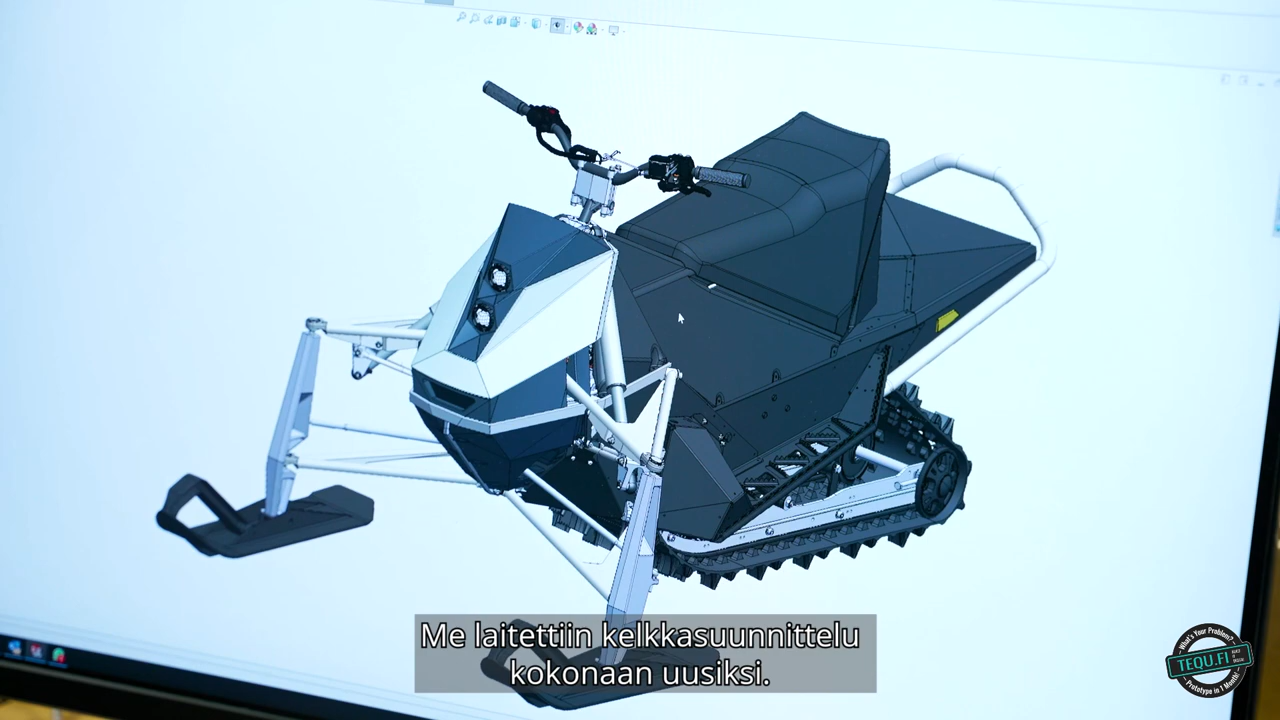 Me laitettiin kelkkasuunnittelu
kokonaan uusiksi.
What's Your Problem?
TEQU.FI
Prototype in 1 Month!